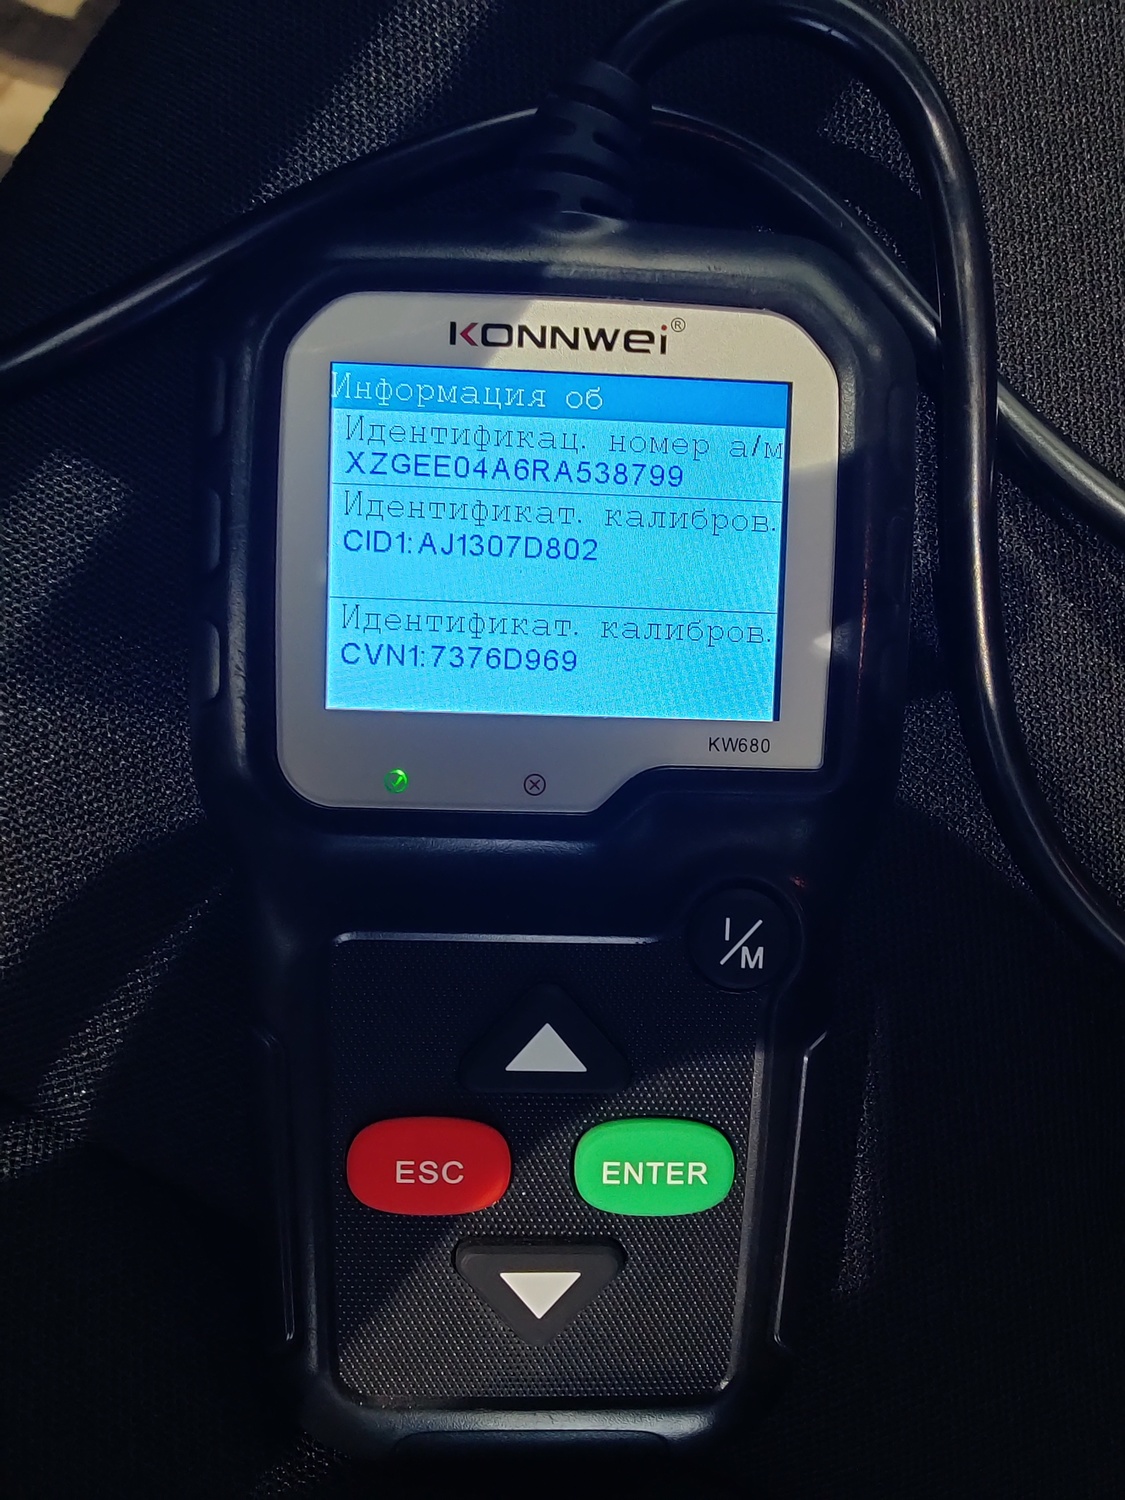 KONNWEI®
Информация об
Идентификац. номер а/м
XZGEE04A6RA538799
Идентификат. калибров.
CID1:AJ1307D802
Идентификат. калибров.
CVN1:7376D969
KW680
I/M
ESC
ENTER